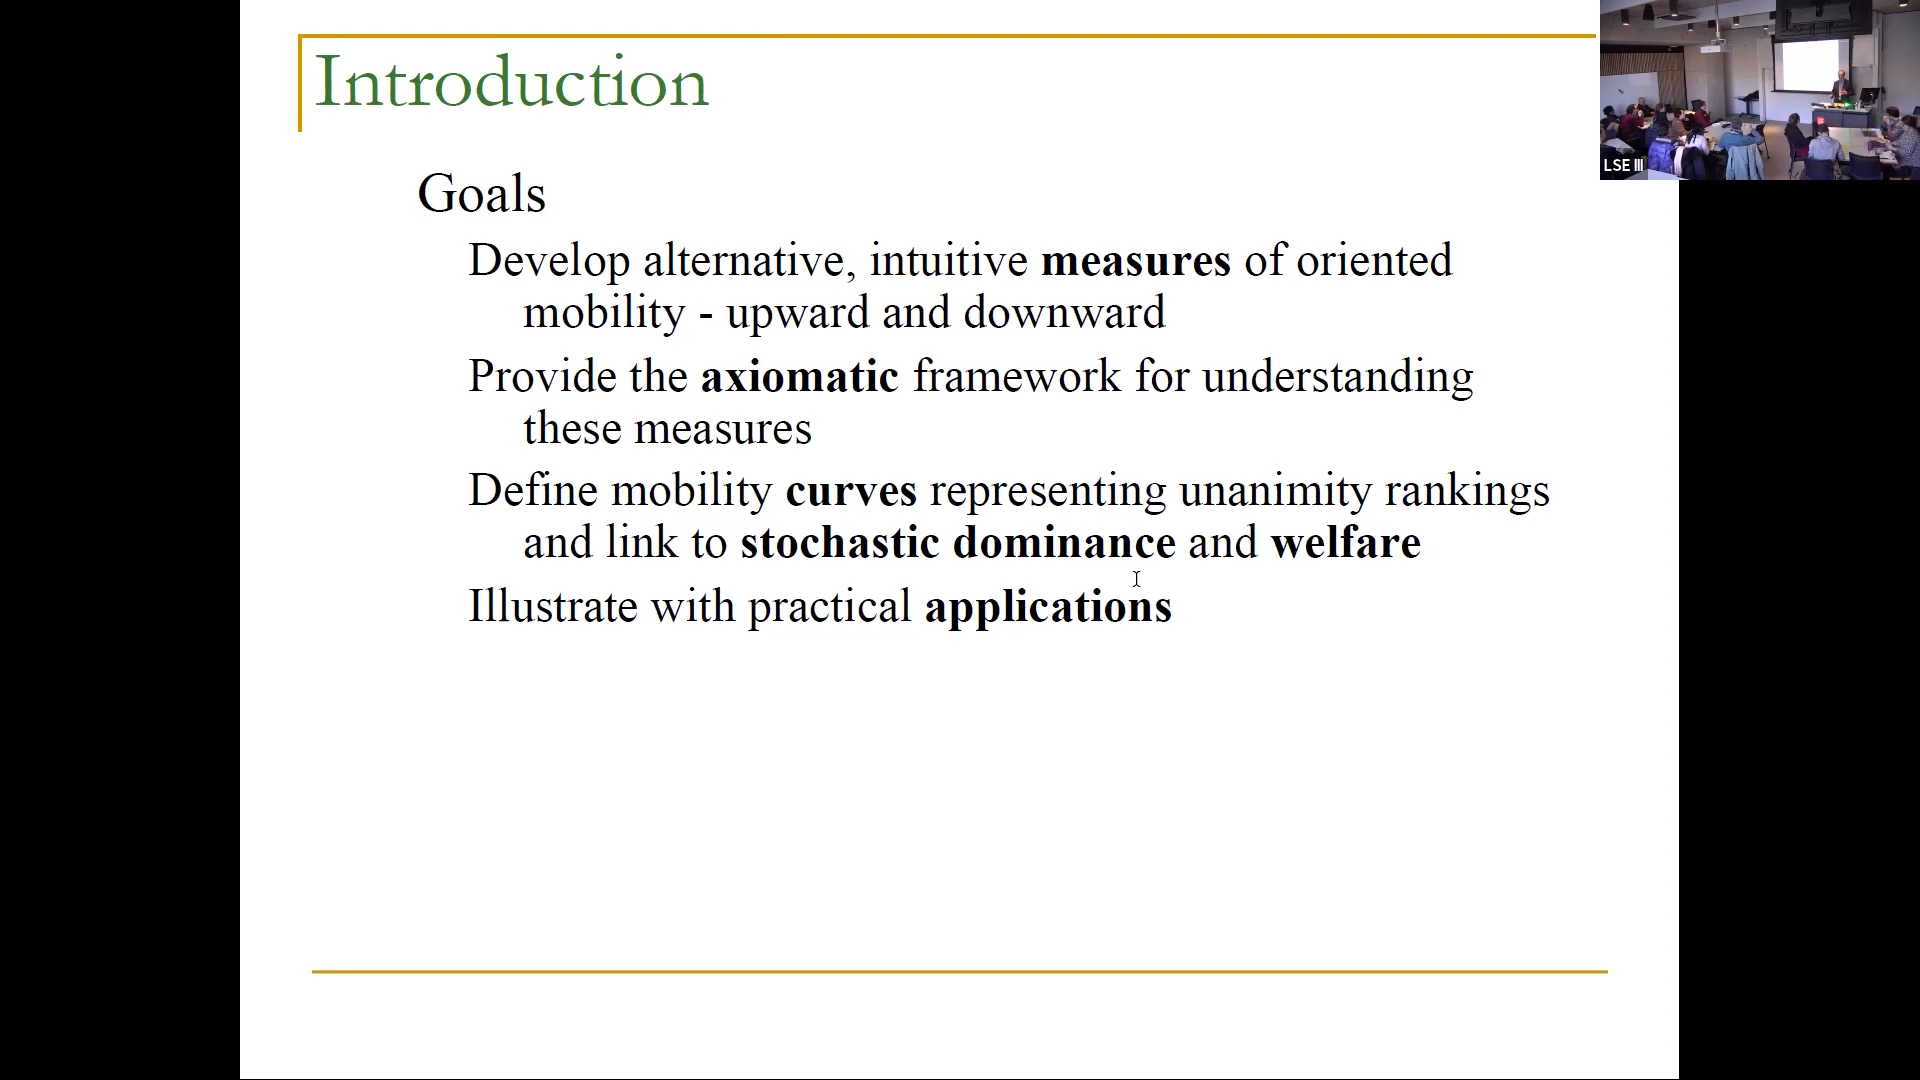 Introduction
Goals
Develop alternative, intuitive measures of oriented
mobility - upward and downward
Provide the axiomatic framework for understanding
these measures
Define mobility curves representing unanimity rankings
and link to stochastic dominance and welfare
Illustrate with practical applications
LSE III